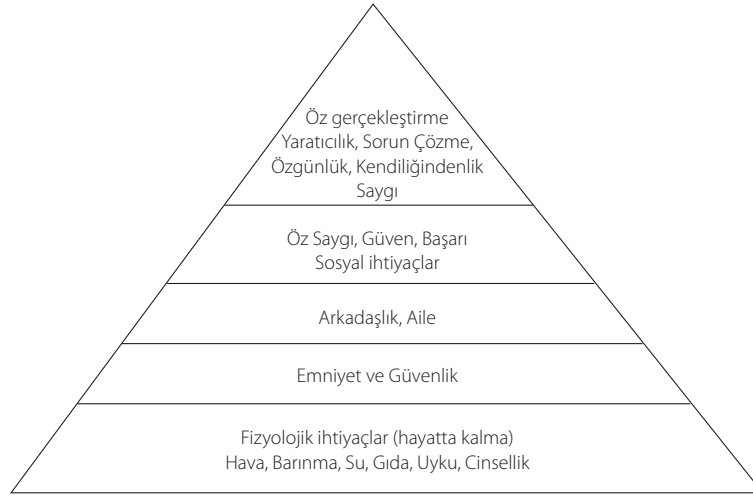 Öz gerçekleştirme
Yaratıcılık, Sorun Çözme,
Özgünlük, Kendiliğindenlik
Saygı
Öz Saygı, Güven, Başarı
Sosyal ihtiyaçlar
Arkadaşlık, Aile
Emniyet ve Güvenlik
Fizyolojik ihtiyaçlar (hayatta kalma)
Hava, Barınma, Su, Gıda, Uyku, Cinsellik